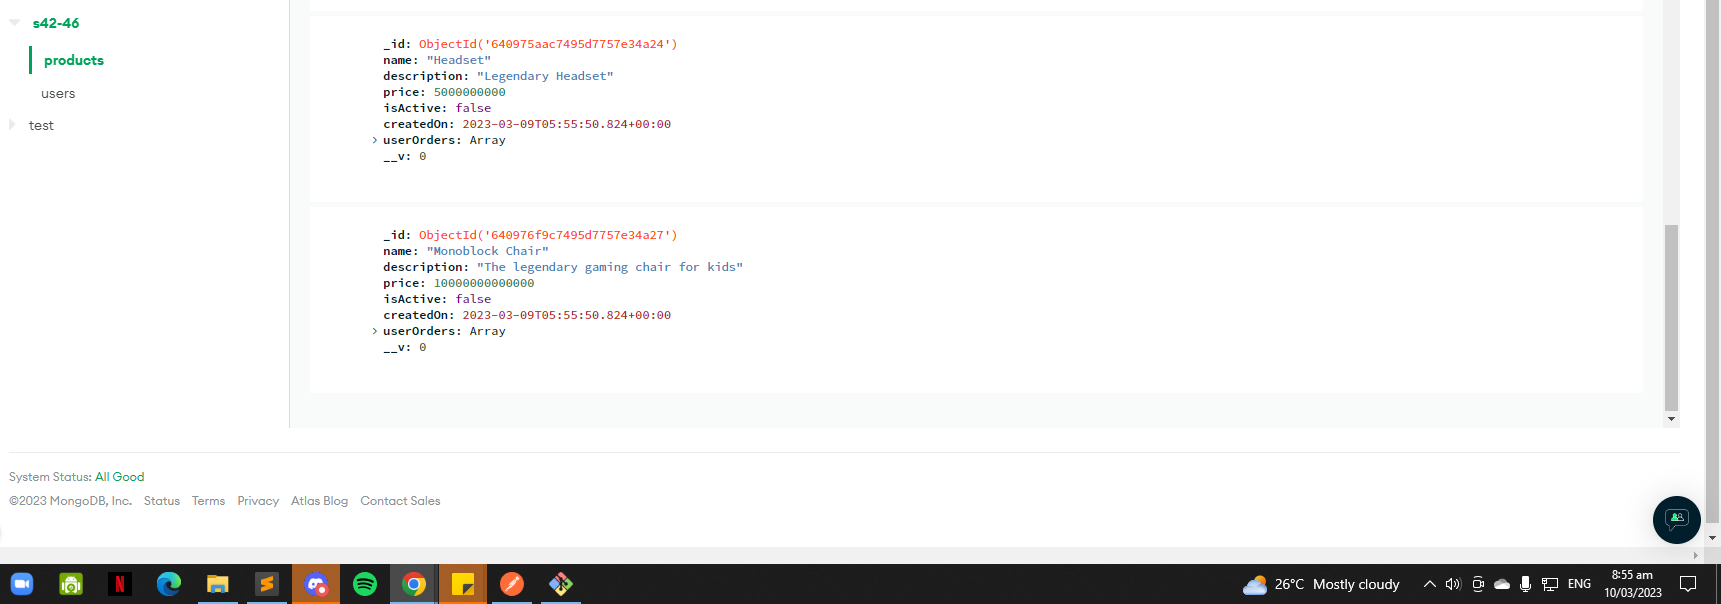 s42-46
products
users
test
_id: ObjectId('640975aac7495d7757e34a24')
name: "Headset"
description: "Legendary Headset"
price: 5000000000
isActive: false
createdOn: 2023-03-09T05:55:50.824+00:00
userOrders: Array
__v: 0
_id: ObjectId('640976f9c7495d7757e34a27')
name: "Monoblock Chair"
description: "The legendary gaming chair for kids"
price: 10000000000000
isActive: false
createdOn: 2023-03-09T05:55:50.824+00:00
userOrders: Array
__v: 0
System Status: All Good
©2023 MongoDB, Inc. Status Terms Privacy Atlas Blog Contact Sales
N
26°C Mostly cloudy ENG 8:55 am
10/03/2023